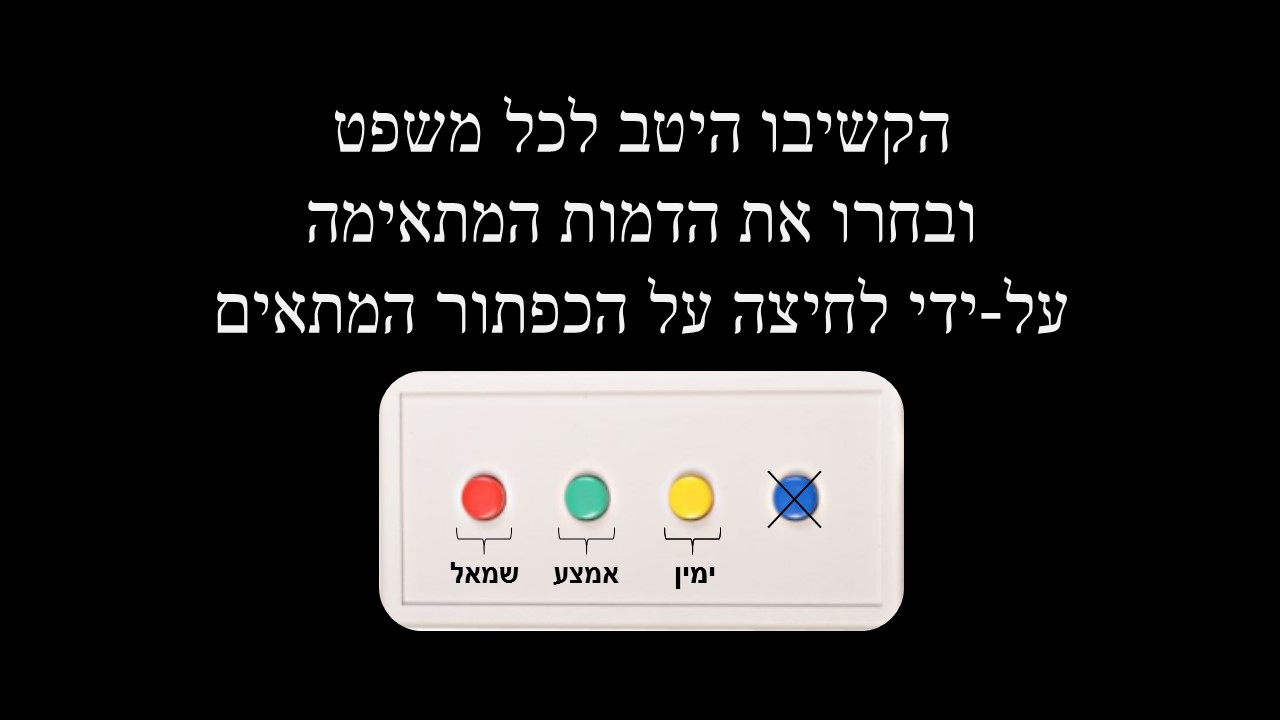 הקשיבו היטב לכל משפט
ובחרו את הדמות המתאימה
על-ידי לחיצה על הכפתור המתאים
שמאל
אמצע
ימין